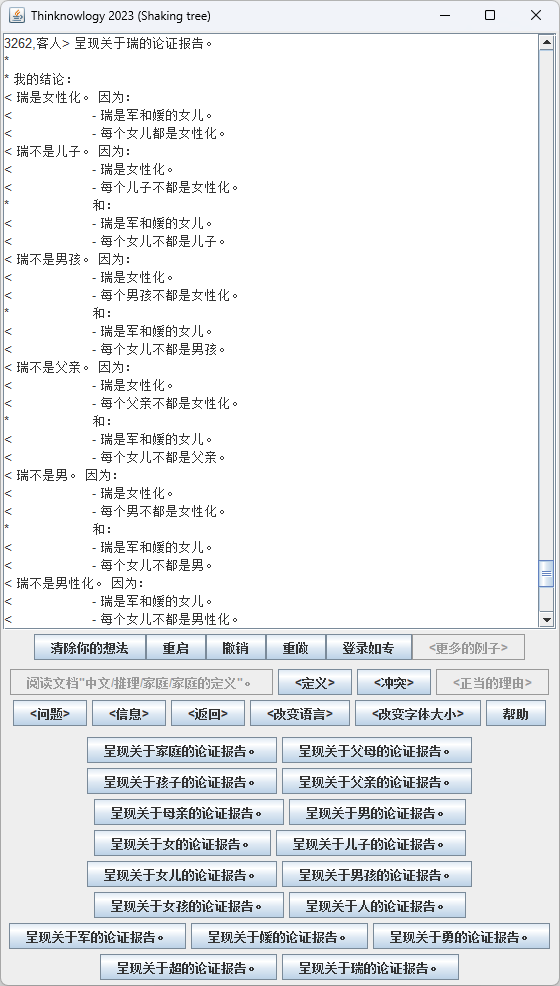 Thinknowlogy 2023 (Shaking tree)
3262,客人> 呈现关于瑞的论证报告。
*
* 我的结论：
< 瑞是女性化。 因为：
< - 瑞是军和媛的女儿。
< - 每个女儿都是女性化。
< 瑞不是儿子。 因为：
< - 瑞是女性化。
< - 每个儿子不都是女性化。
* 和：
< - 瑞是军和媛的女儿。
< - 每个女儿不都是儿子。
< 瑞不是男孩。 因为：
< - 瑞是女性化。
< - 每个男孩不都是女性化。
* 和：
< - 瑞是军和媛的女儿。
< - 每个女儿不都是男孩。
< 瑞不是父亲。 因为：
< - 瑞是女性化。
< - 每个父亲不都是女性化。
* 和：
< - 瑞是军和媛的女儿。
< - 每个女儿不都是父亲。
< 瑞不是男。 因为：
< - 瑞是女性化。
< - 每个男不都是女性化。
* 和：
< - 瑞是军和媛的女儿。
< - 每个女儿不都是男。
< 瑞不是男性化。 因为：
< - 瑞是军和媛的女儿。
< - 每个女儿不都是男性化。
清除你的想法 重启 撤销 重做 登录如专 <更多的例子>
阅读文档"中文/推理/家庭/家庭的定义"。 <定义> <冲突> <正当的理由>
<问题> <信息> <返回> <改变语言> <改变字体大小> 帮助
呈现关于家庭的论证报告。 呈现关于父母的论证报告。
呈现关于孩子的论证报告。 呈现关于父亲的论证报告。
呈现关于母亲的论证报告。 呈现关于男的论证报告。
呈现关于女的论证报告。 呈现关于儿子的论证报告。
呈现关于女儿的论证报告。 呈现关于男孩的论证报告。
呈现关于女孩的论证报告。 呈现关于人的论证报告。
呈现关于军的论证报告。 呈现关于媛的论证报告。 呈现关于勇的论证报告。
呈现关于超的论证报告。 呈现关于瑞的论证报告。